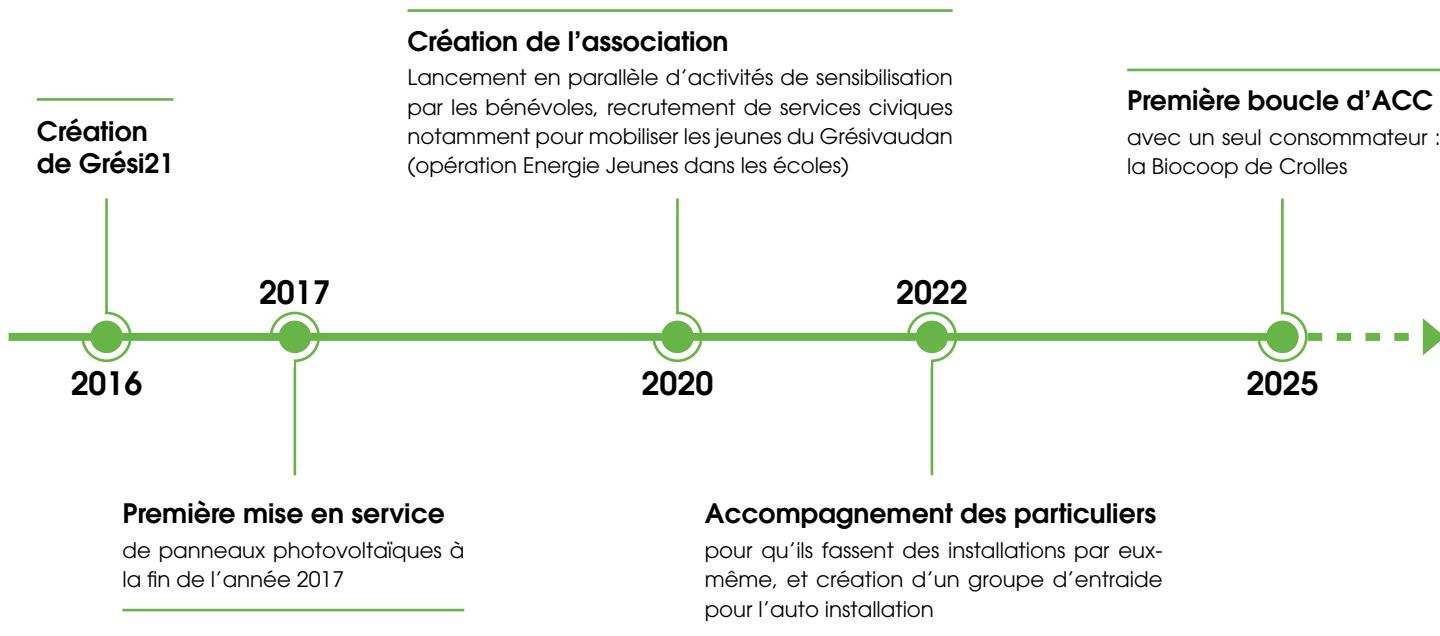 Création
de Grési21
2016
2017
Première mise en service
de panneaux photovoltaïques à
la fin de l'année 2017
Création de l'association
Lancement en parallèle d'activités de sensibilisation
par les bénévoles, recrutement de services civiques
notamment pour mobiliser les jeunes du Grésivaudan
(opération Energie Jeunes dans les écoles)
2020
2022
Accompagnement des particuliers
pour qu'ils fassent des installations par eux-
même, et création d'un groupe d'entraide
pour l'auto installation
Première boucle d'ACC
avec un seul consommateur :
la Biocoop de Crolles
2025